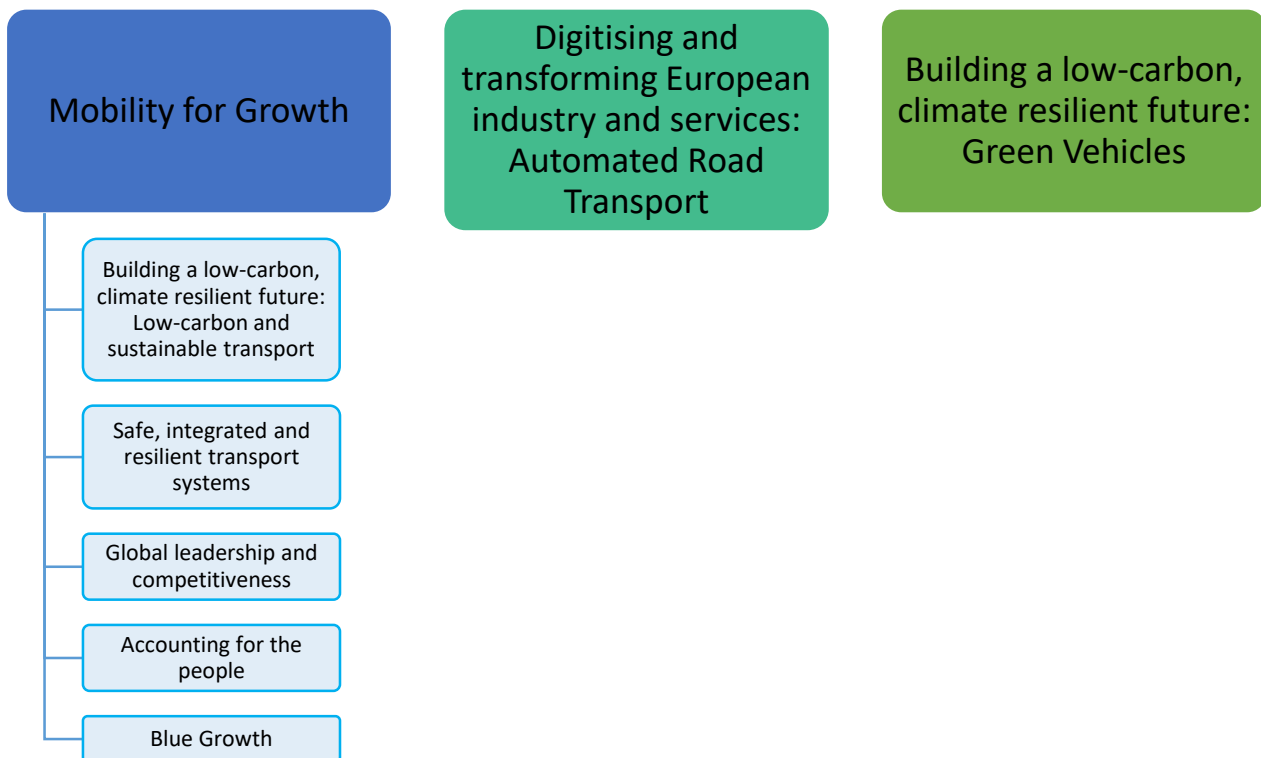 Mobility for Growth
Digitising and
transforming European
industry and services:
Automated Road
Transport
Building a low-carbon,
climate resilient future:
Green Vehicles
Building a low-carbon,
climate resilient future:
Low-carbon and
sustainable transport
Safe, integrated and
resilient transport
systems
Global leadership and
competitiveness
Accounting for the
people
Blue Growth